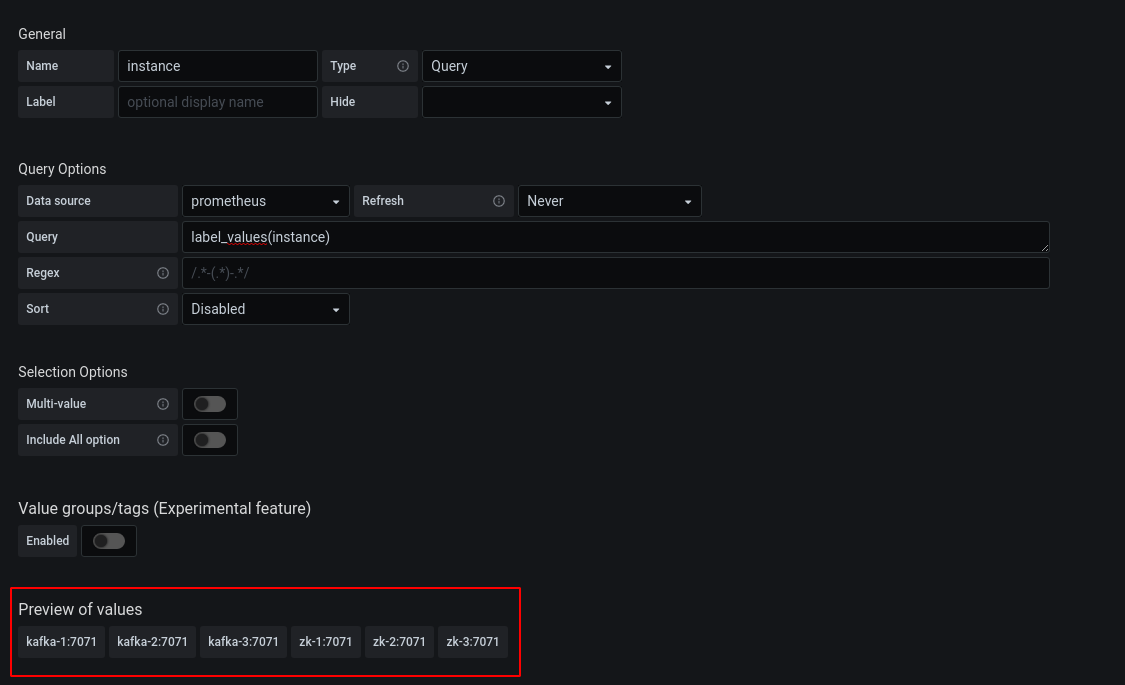 General
Name instance Type Query
Label optional display name Hide
Query Options
Data source prometheus Refresh Never
Query label_values(instance)
Regex /.*-(.*)-.*/
Sort Disabled
Selection Options
Multi-value
Include All option
Value groups/tags (Experimental feature)
Enabled
Preview of values
kafka-1:7071 kafka-2:7071 kafka-3:7071 zk-1:7071 zk-2:7071 zk-3:7071